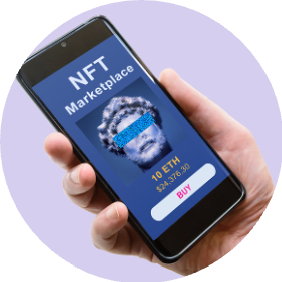 NFT
Marketplace
10 ETH
$24,376.30
BUY